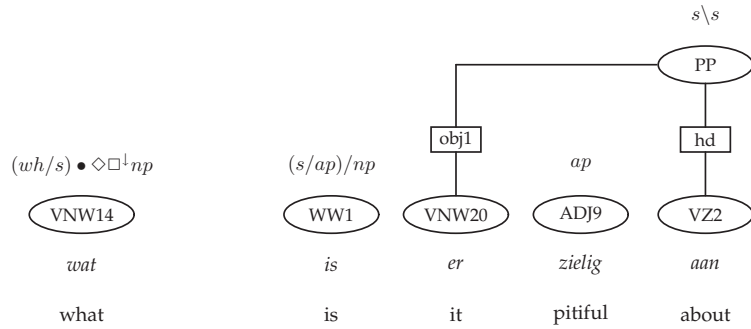 s\s
PP
obj1 hd
(wh/s) • ◇□↓np (s/ap)/np ap
VNW14 WW1 VNW20 ADJ9 VZ2
wat is er zielig aan
what is it pitiful about